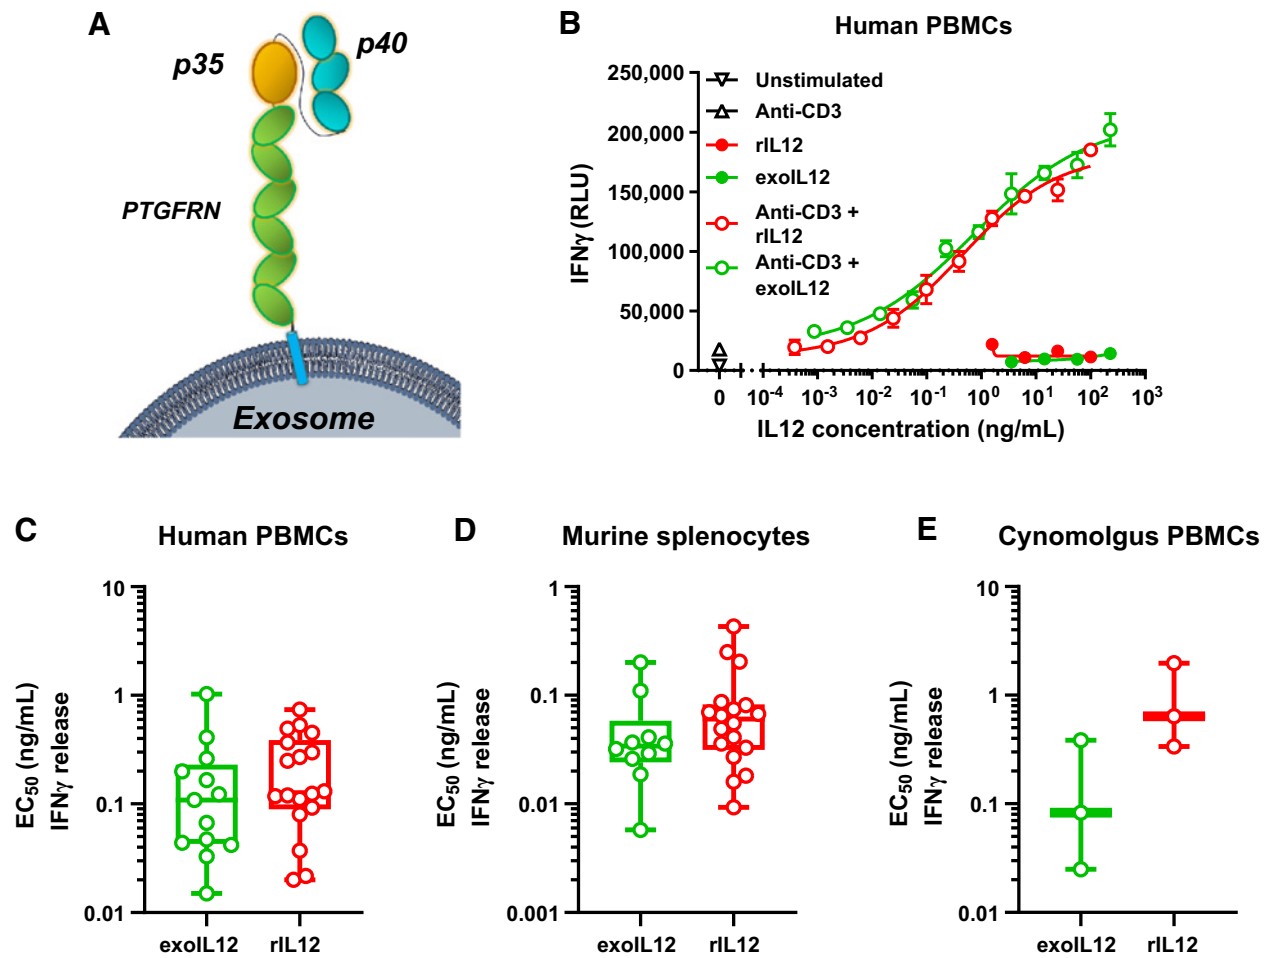 A
p35
p40
PTGFRN
Exosome
B
Human PBMCs
IFNγ (RLU)
250,000
200,000
150,000
100,000
50,000
0
Unstimulated
Anti-CD3
rIL12
exoIL12
Anti-CD3 +
rIL12
Anti-CD3 +
exoIL12
0 10⁻⁴ 10⁻³ 10⁻² 10⁻¹ 10⁰ 10¹ 10² 10³
IL12 concentration (ng/mL)
C
Human PBMCs
EC₅₀ (ng/mL)
IFNγ release
10
1
0.1
0.01
exoIL12 rIL12
D
Murine splenocytes
EC₅₀ (ng/mL)
IFNγ release
1
0.1
0.01
0.001
exoIL12 rIL12
E
Cynomolgus PBMCs
EC₅₀ (ng/mL)
IFNγ release
10
1
0.1
0.01
exoIL12 rIL12